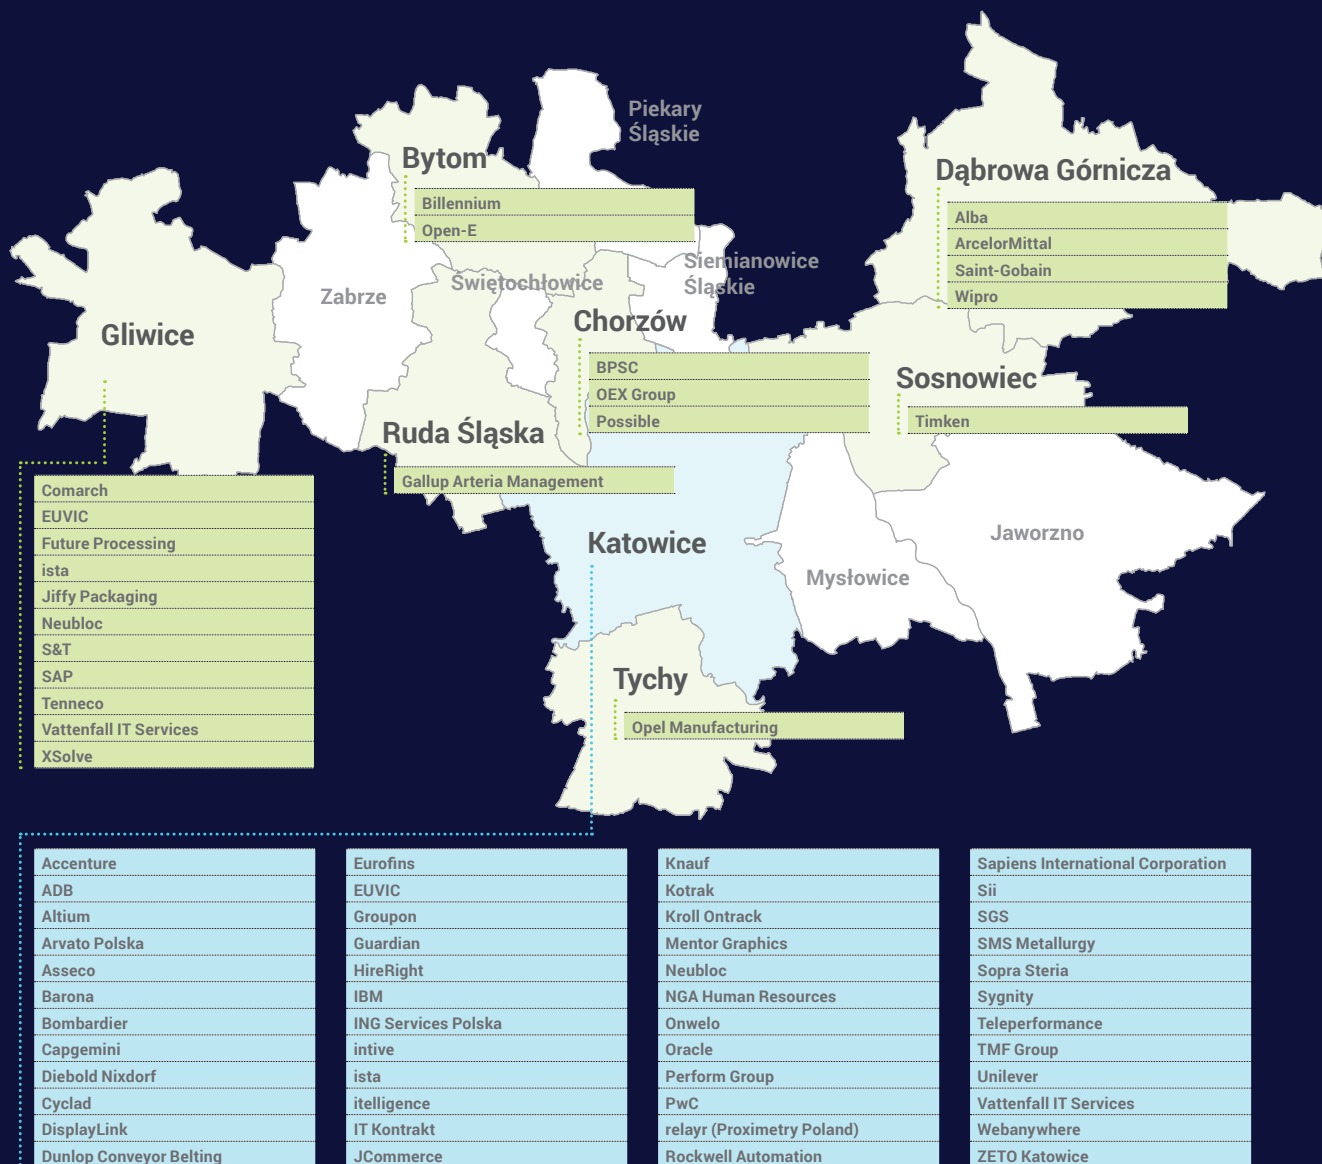 Piekary
Śląskie
Bytom
Billennium
Open-E
Dąbrowa Górnicza
Alba
ArcelorMittal
Saint-Gobain
Wipro
Siemianowice
Śląskie
Świętochłowice
Zabrze
Gliwice
Chorzów
BPSC
OEX Group
Possible
Sosnowiec
Timken
Ruda Śląska
Gallup Arteria Management
Comarch
EUVIC
Future Processing
ista
Jiffy Packaging
Neubloc
S&T
SAP
Tenneco
Vattenfall IT Services
XSolve
Katowice
Jaworzno
Mysłowice
Tychy
Opel Manufacturing
Accenture
ADB
Altium
Arvato Polska
Asseco
Barona
Bombardier
Capgemini
Diebold Nixdorf
Cyclad
DisplayLink
Dunlop Conveyor Belting
Eurofins
EUVIC
Groupon
Guardian
HireRight
IBM
ING Services Polska
intive
ista
itelligence
IT Kontrakt
JCommerce
Knauf
Kotrak
Kroll Ontrack
Mentor Graphics
Neubloc
NGA Human Resources
Onwelo
Oracle
Perform Group
PwC
relayr (Proximetry Poland)
Rockwell Automation
Sapiens International Corporation
Sii
SGS
SMS Metallurgy
Sopra Steria
Sygnity
Teleperformance
TMF Group
Unilever
Vattenfall IT Services
Webanywhere
ZETO Katowice